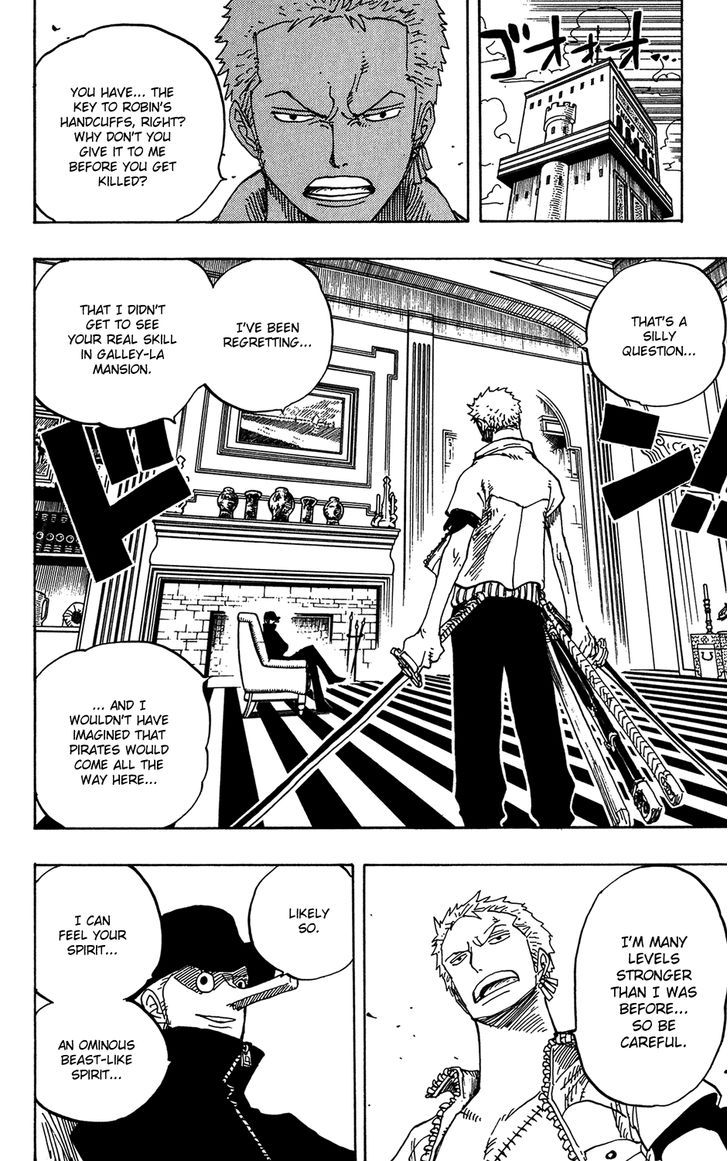 ゴオオオ...
YOU HAVE... THE
KEY TO ROBIN'S
HANDCUFFS, RIGHT?
WHY DON'T YOU
GIVE IT TO ME
BEFORE YOU GET
KILLED?
THAT'S A
SILLY
QUESTION...
I'VE BEEN
REGRETTING...
THAT I DIDN'T
GET TO SEE
YOUR REAL SKILL
IN GALLEY-LA
MANSION.
ドン!!
... AND I
WOULDN'T HAVE
IMAGINED THAT
PIRATES WOULD
COME ALL THE
WAY HERE...
I'M MANY
LEVELS
STRONGER
THAN I WAS
BEFORE...
SO BE
CAREFUL.
LIKELY
SO.
I CAN
FEEL YOUR
SPIRIT...
AN OMINOUS
BEAST-LIKE
SPIRIT...